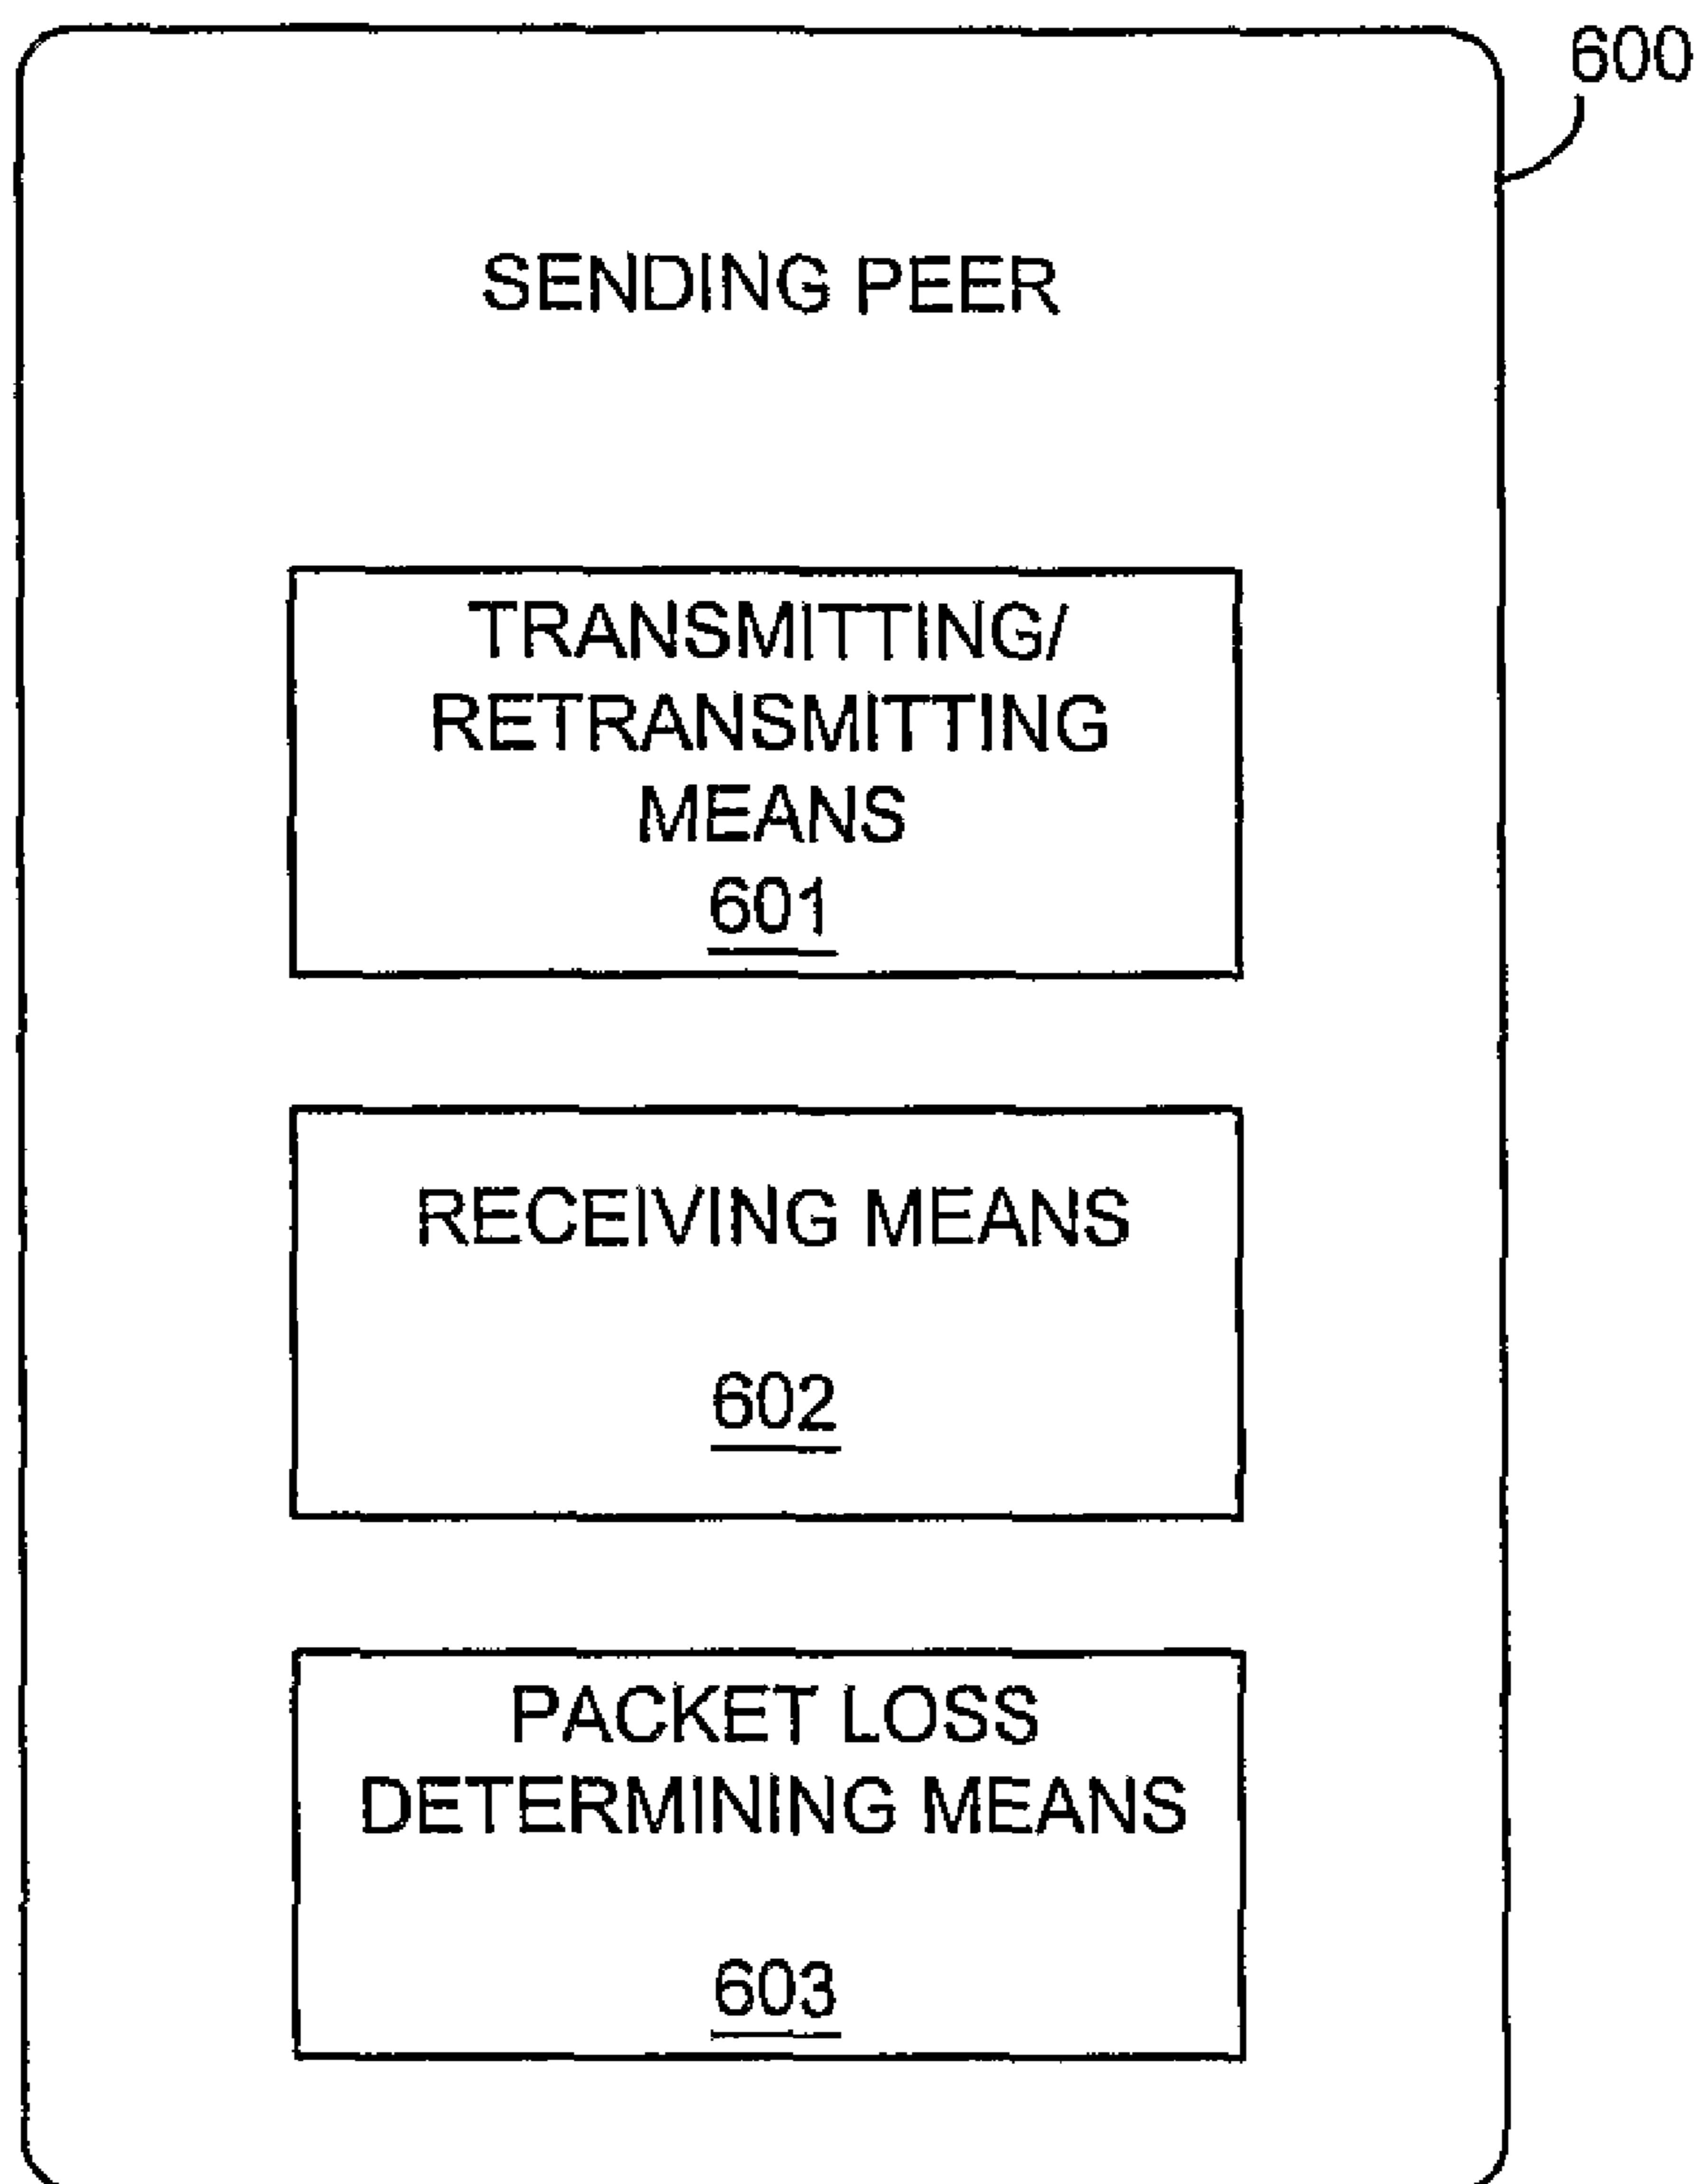 600
SENDING PEER
TRANSMITTING/
RETRANSMITTING
MEANS
601
RECEIVING MEANS
602
PACKET LOSS
DETERMINING MEANS
603